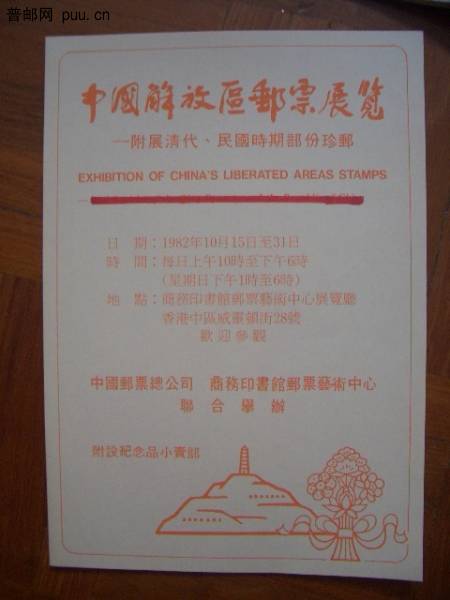 普邮网 puu.cn
中國解放區郵票展覽
—附展清代、民國時期部份珍郵
EXHIBITION OF CHINA'S LIBERATED AREAS STAMPS
日 期：1982年10月15日至31日
時 間：每日上午10時至下午6時
(星期日下午1時至6時)
地 點：商務印書館郵票藝術中心展覽廳
香港中區威靈頓街28號
歡迎參觀
中國郵票總公司 商務印書館郵票藝術中心
聯合舉辦
附設紀念品小賣部